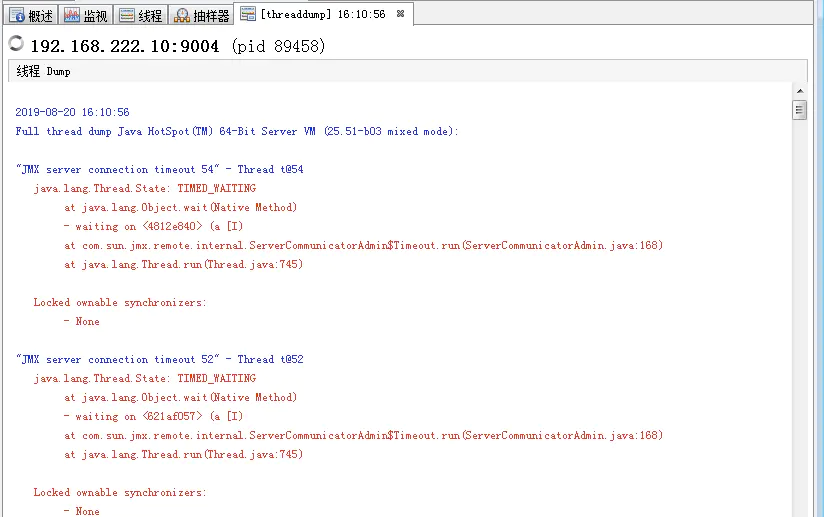 概述 监视 线程 抽样器 [threaddump] 16:10:56
192.168.222.10:9004 (pid 89458)
线程 Dump
2019-08-20 16:10:56
Full thread dump Java HotSpot(TM) 64-Bit Server VM (25.51-b03 mixed mode):
"JMX server connection timeout 54" - Thread t@54
java.lang.Thread.State: TIMED_WAITING
at java.lang.Object.wait(Native Method)
- waiting on <4812e840> (a [I)
at com.sun.jmx.remote.internal.ServerCommunicatorAdmin$Timeout.run(ServerCommunicatorAdmin.java:168)
at java.lang.Thread.run(Thread.java:745)
Locked ownable synchronizers:
- None
"JMX server connection timeout 52" - Thread t@52
java.lang.Thread.State: TIMED_WAITING
at java.lang.Object.wait(Native Method)
- waiting on <621af057> (a [I)
at com.sun.jmx.remote.internal.ServerCommunicatorAdmin$Timeout.run(ServerCommunicatorAdmin.java:168)
at java.lang.Thread.run(Thread.java:745)
Locked ownable synchronizers:
- None